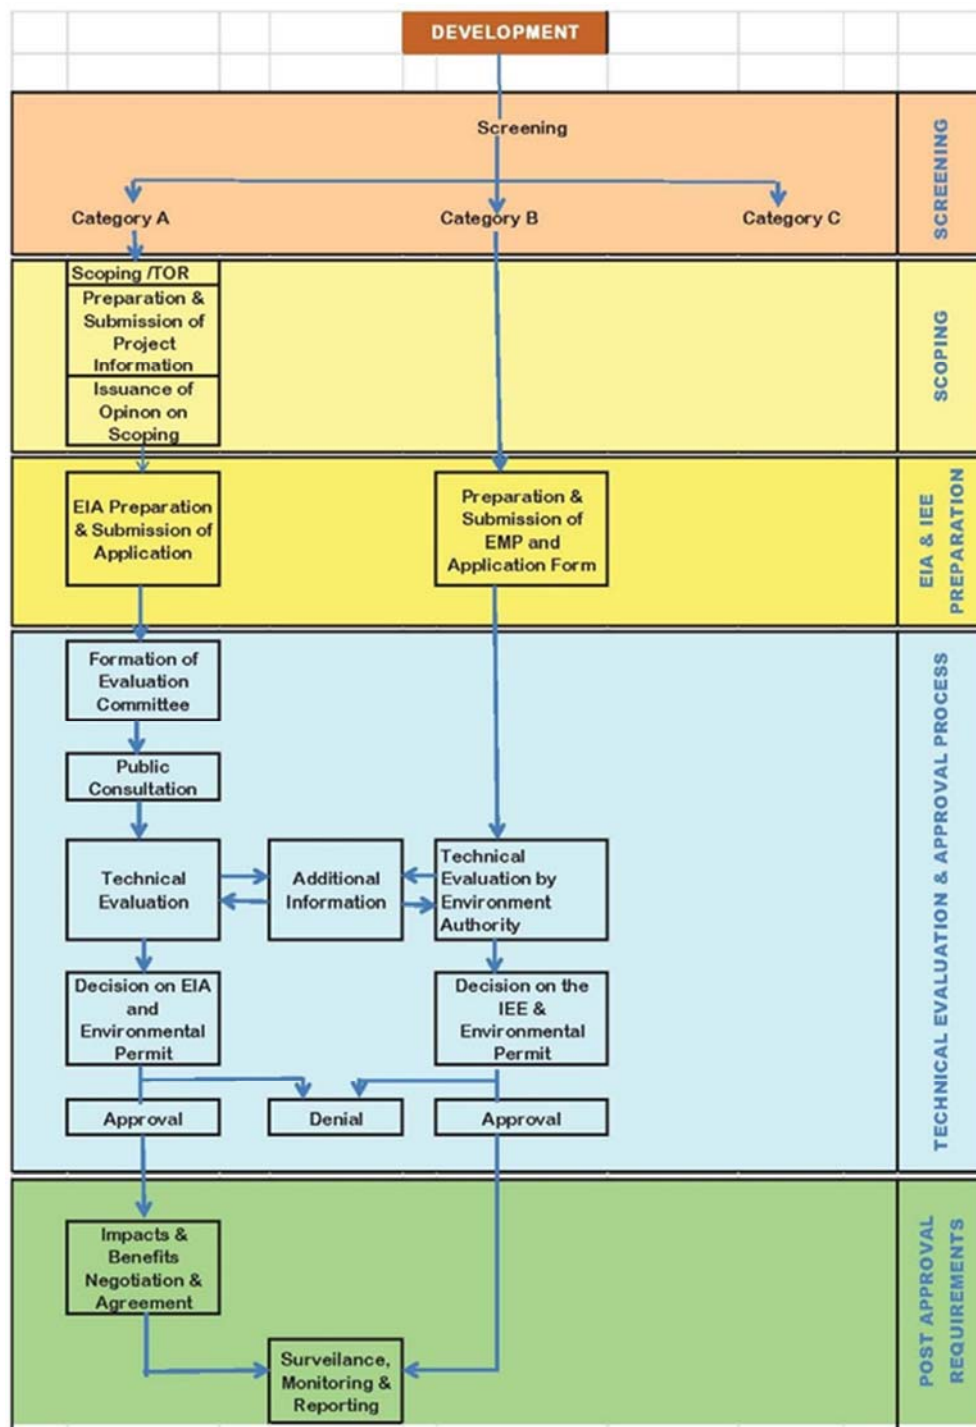 DEVELOPMENT
Screening
Category A
Category B
Category C
SCREENING
Scoping /TOR
Preparation &
Submission of
Project
Information
Issuance of
Opinon on
Scoping
SCOPING
EIA Preparation
& Submission of
Application
Preparation &
Submission of
EMP and
Application Form
EIA & IEE
PREPARATION
Formation of
Evaluation
Committee
Public
Consultation
Technical
Evaluation
Additional
Information
Technical
Evaluation by
Environment
Authority
Decision on EIA
and
Environmental
Permit
Decision on the
IEE &
Environmental
Permit
Approval
Denial
Approval
TECHNICAL EVALUATION & APPROVAL PROCESS
Impacts &
Benefits
Negotiation &
Agreement
Surveilance,
Monitoring &
Reporting
POST APPROVAL
REQUIREMENTS